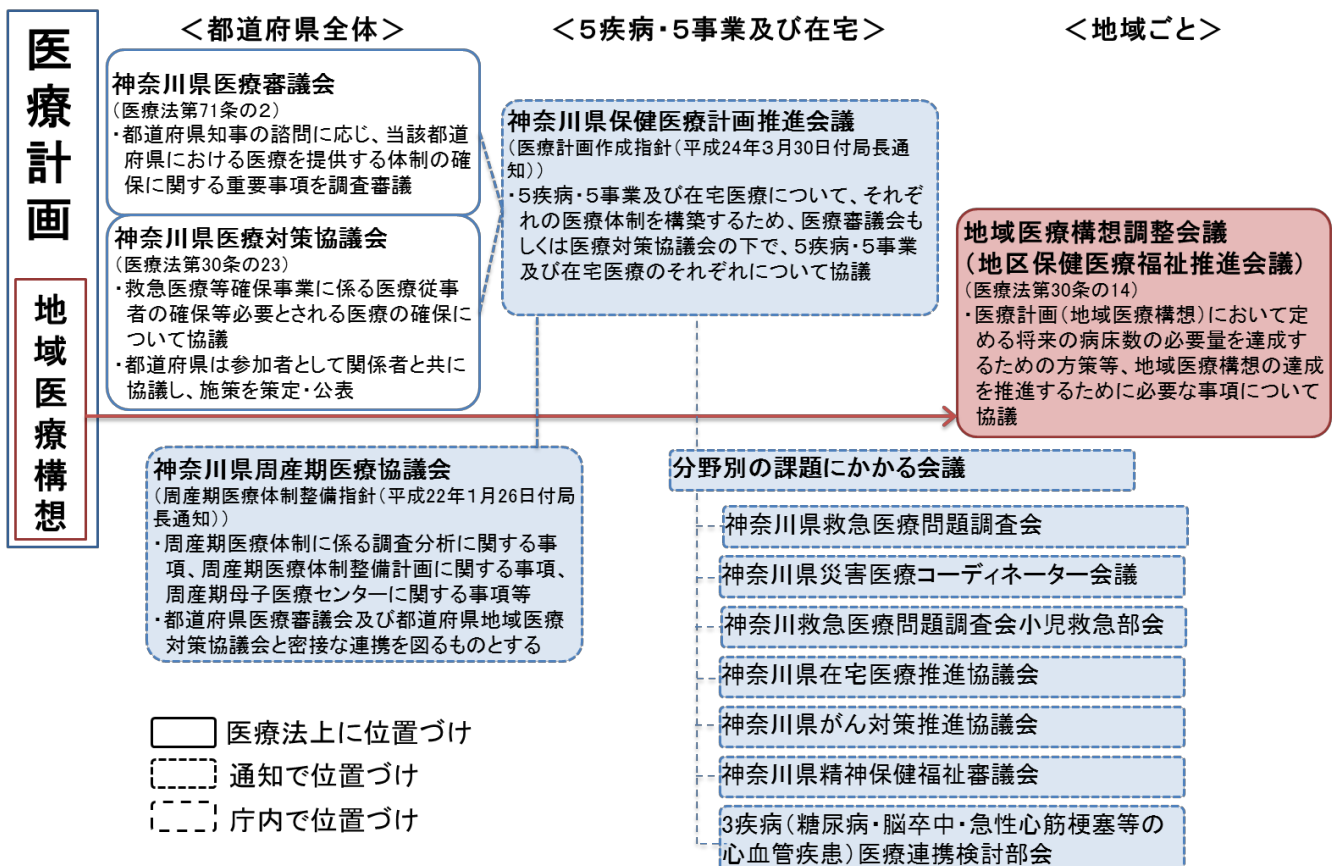 医療計画
地域医療構想
＜都道府県全体＞
＜５疾病・５事業及び在宅＞
＜地域ごと＞
神奈川県医療審議会
（医療法第71条の２）
・都道府県知事の諮問に応じ、当該都道
府県における医療を提供する体制の確
保に関する重要事項を調査審議
神奈川県医療対策協議会
（医療法第30条の23）
・救急医療等確保事業に係る医療従事
者の確保等必要とされる医療の確保に
ついて協議
・都道府県は参加者として関係者と共に
協議し、施策を策定・公表
神奈川県保健医療計画推進会議
（医療計画作成指針（平成24年３月30日付局長通
知））
・５疾病・５事業及び在宅医療について、それぞ
れの医療体制を構築するため、医療審議会も
しくは医療対策協議会の下で、５疾病・５事業
及び在宅医療のそれぞれについて協議
地域医療構想調整会議
（地区保健医療福祉推進会議）
（医療法第30条の14）
・医療計画（地域医療構想）において定
める将来の病床数の必要量を達成す
るための方策等、地域医療構想の達成
を推進するために必要な事項について
協議
神奈川県周産期医療協議会
（周産期医療体制整備指針（平成22年１月26日付局
長通知））
・周産期医療体制に係る調査分析に関する事
項、周産期医療体制整備計画に関する事項、
周産期母子医療センターに関する事項等
・都道府県医療審議会及び都道府県地域医療
対策協議会と密接な連携を図るものとする
分野別の課題にかかる会議
神奈川県救急医療問題調査会
神奈川県災害医療コーディネーター会議
神奈川救急医療問題調査会小児救急部会
神奈川県在宅医療推進協議会
神奈川県がん対策推進協議会
神奈川県精神保健福祉審議会
３疾病（糖尿病・脳卒中・急性心筋梗塞等の
心血管疾患）医療連携検討部会
医療法上に位置づけ
通知で位置づけ
庁内で位置づけ